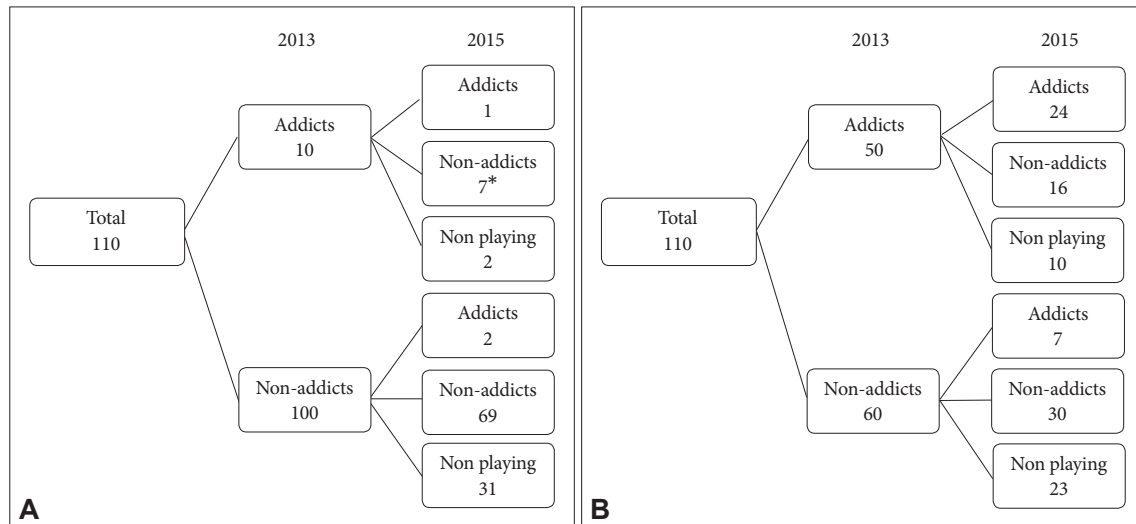 2013
2015
Addicts
1
Addicts
10
Non-addicts
7*
Total
110
Non playing
2
Addicts
2
Non-addicts
100
Non-addicts
69
Non playing
31
A
2013
2015
Addicts
24
Addicts
50
Non-addicts
16
Total
110
Non playing
10
Addicts
7
Non-addicts
60
Non-addicts
30
Non playing
23
B